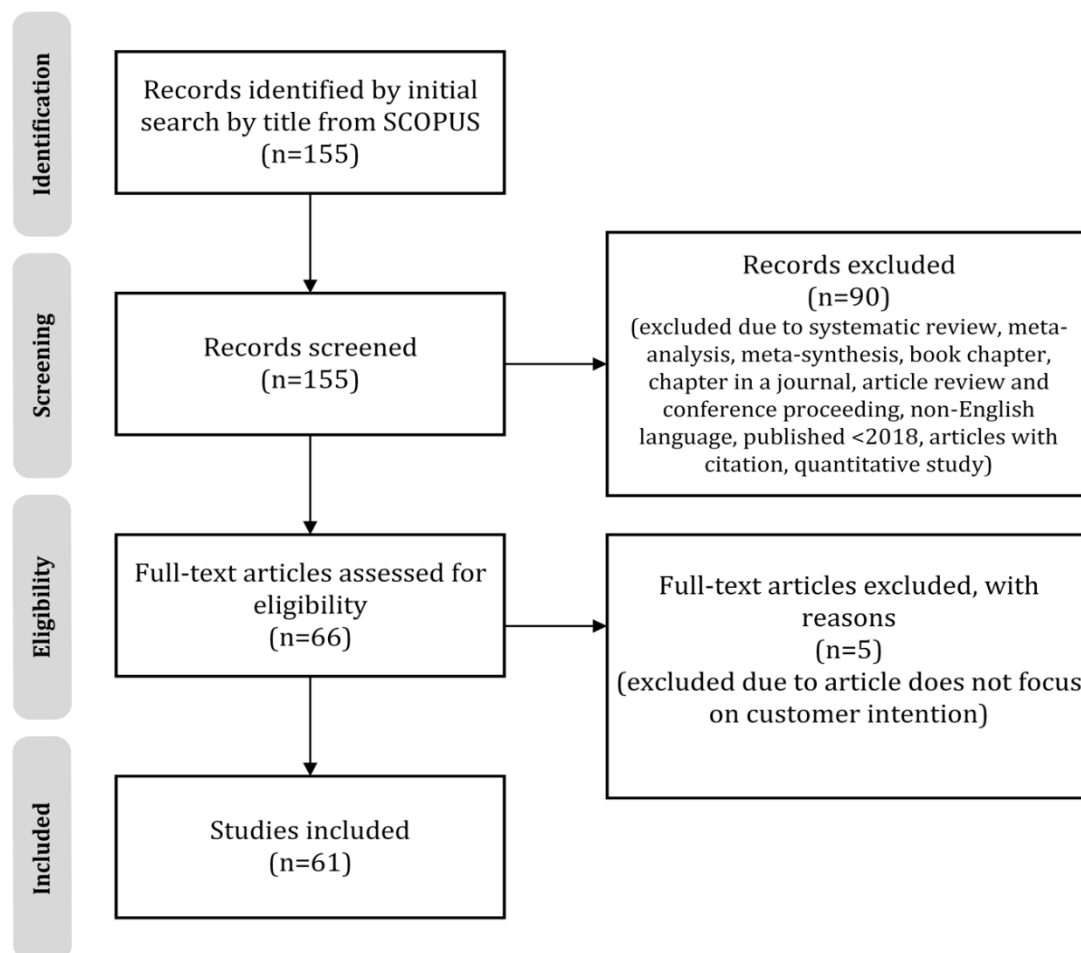 Identification
Records identified by initial
search by title from SCOPUS
(n=155)
Screening
Records screened
(n=155)
Records excluded
(n=90)
(excluded due to systematic review, meta-
analysis, meta-synthesis, book chapter,
chapter in a journal, article review and
conference proceeding, non-English
language, published <2018, articles with
citation, quantitative study)
Eligibility
Full-text articles assessed for
eligibility
(n=66)
Full-text articles excluded, with
reasons
(n=5)
(excluded due to article does not focus
on customer intention)
Included
Studies included
(n=61)